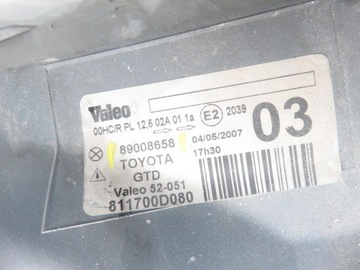 Valeo
00HC/R PL 12,5 02A 01 1a E2 2039
89008658 04/05/2007 03
TOYOTA 17h30
GTD
Valeo 52-051
811700D080